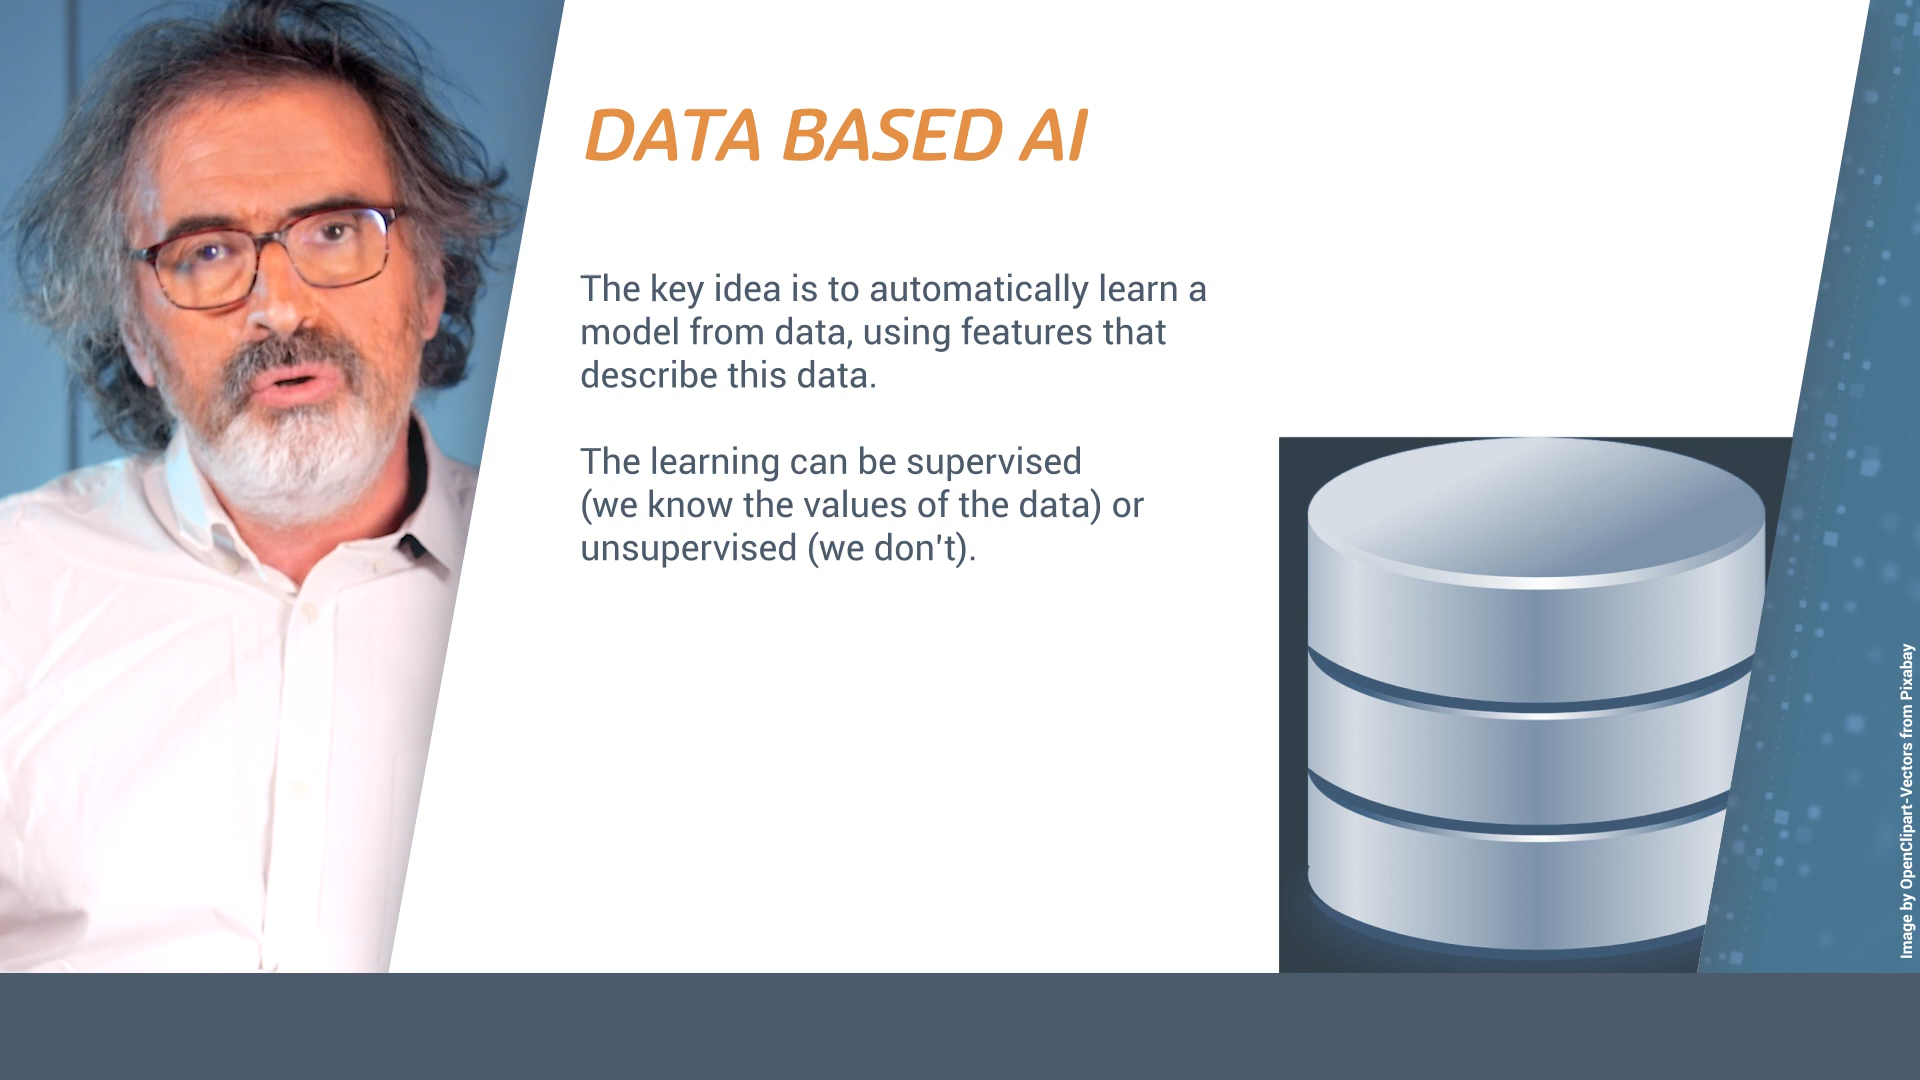 DATA BASED AI
The key idea is to automatically learn a
model from data, using features that
describe this data.
The learning can be supervised
(we know the values of the data) or
unsupervised (we don't).
Image by OpenClipart-Vectors from Pixabay